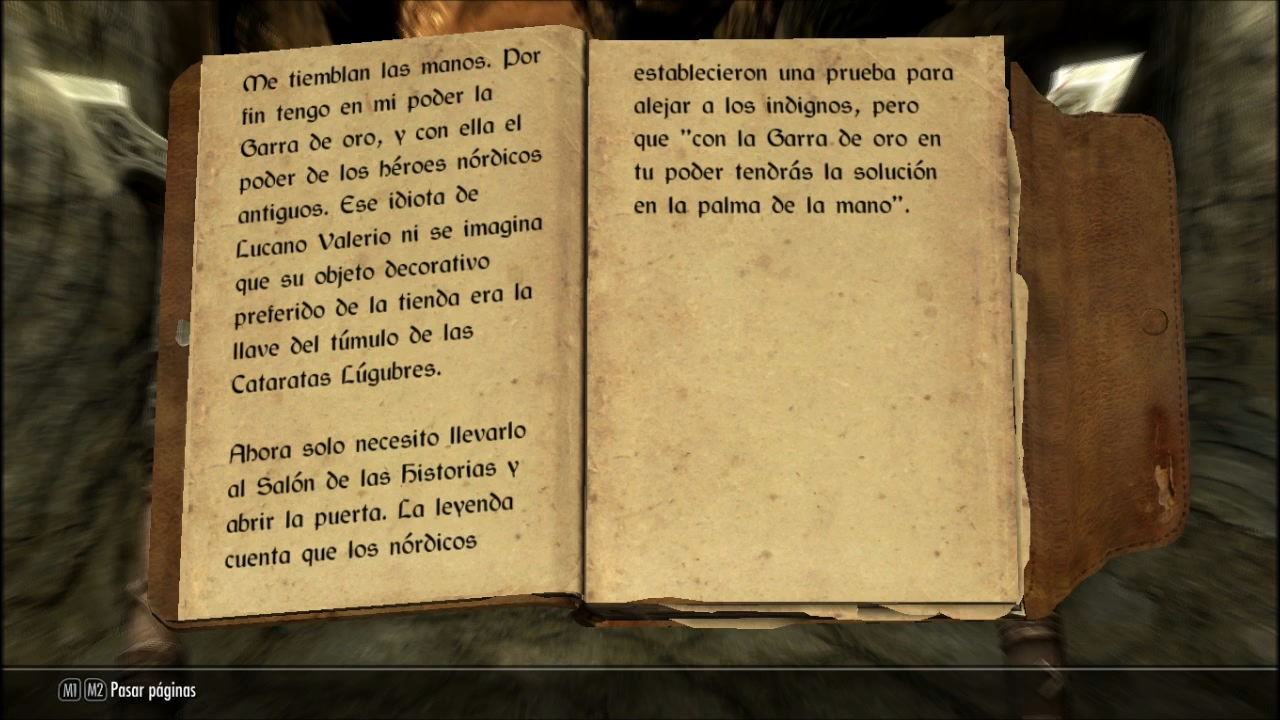 Me tiemblan las manos. Por
fin tengo en mi poder la
Garra de oro, y con ella el
poder de los héroes nórdicos
antiguos. Ese idiota de
Lucano Valerio ni se imagina
que su objeto decorativo
preferido de la tienda era la
llave del túmulo de las
Cataratas Lúgubres.
Ahora solo necesito llevarlo
al Salón de las Historias y
abrir la puerta. La leyenda
cuenta que los nórdicos
establecieron una prueba para
alejar a los indignos, pero
que "con la Garra de oro en
tu poder tendrás la solución
en la palma de la mano".
M1 M2 Pasar páginas